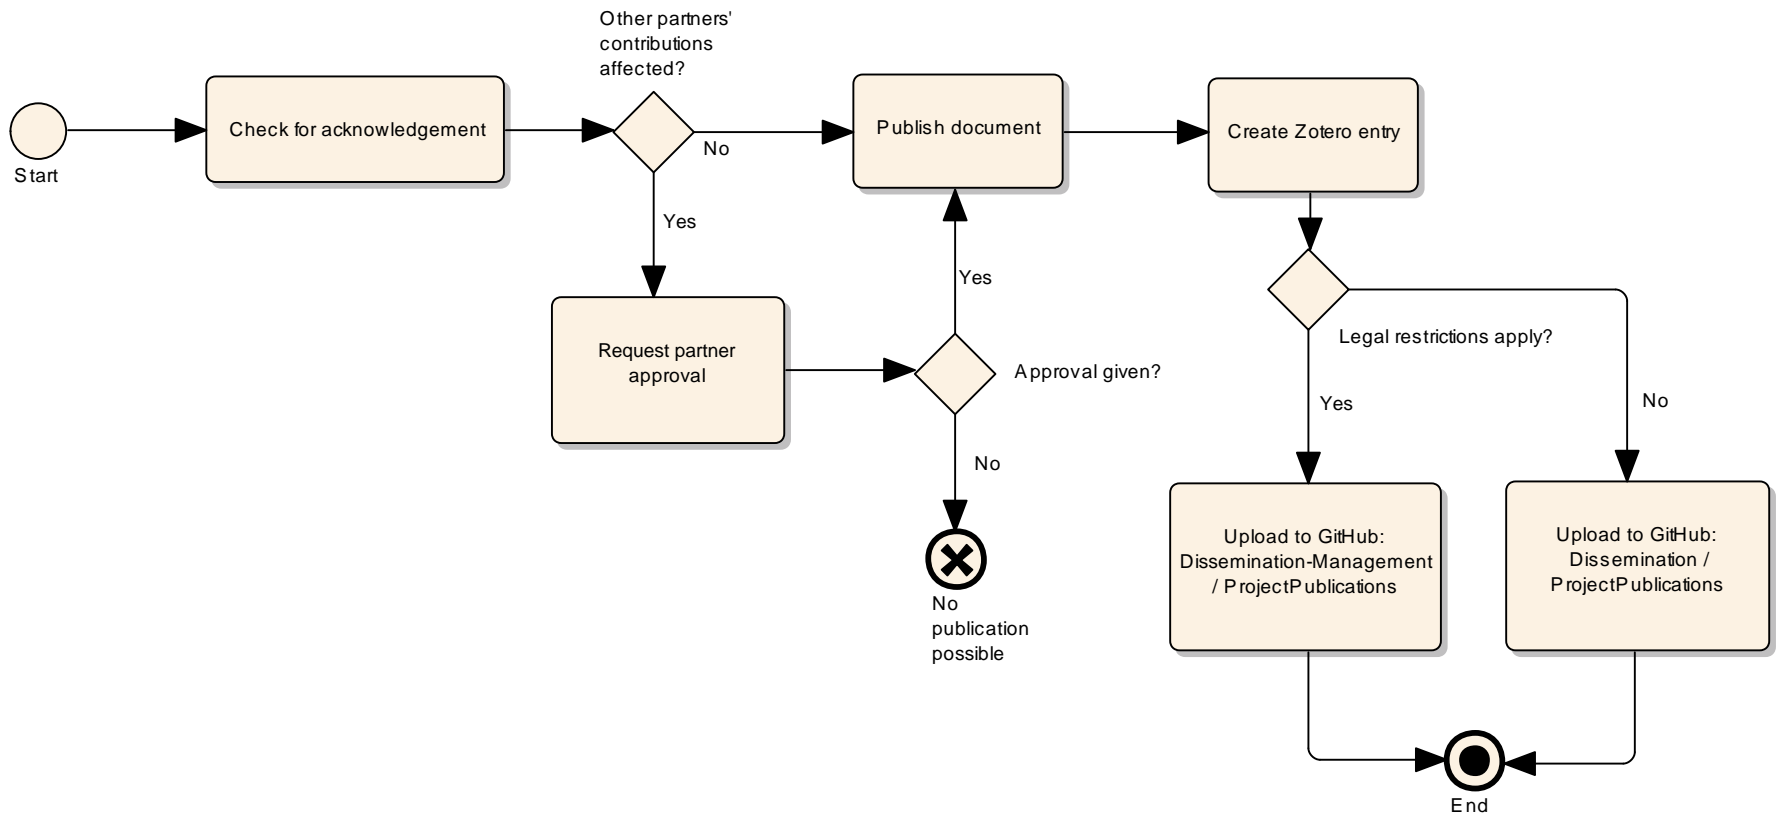 Other partners'
contributions
affected?
Check for acknowledgement
Publish document
Create Zotero entry
No
Start
Yes
Yes
Legal restrictions apply?
Request partner
approval
Approval given?
Yes
No
No
Upload to GitHub:
Dissemination-Management
/ ProjectPublications
Upload to GitHub:
Dissemination /
ProjectPublications
No
publication
possible
End